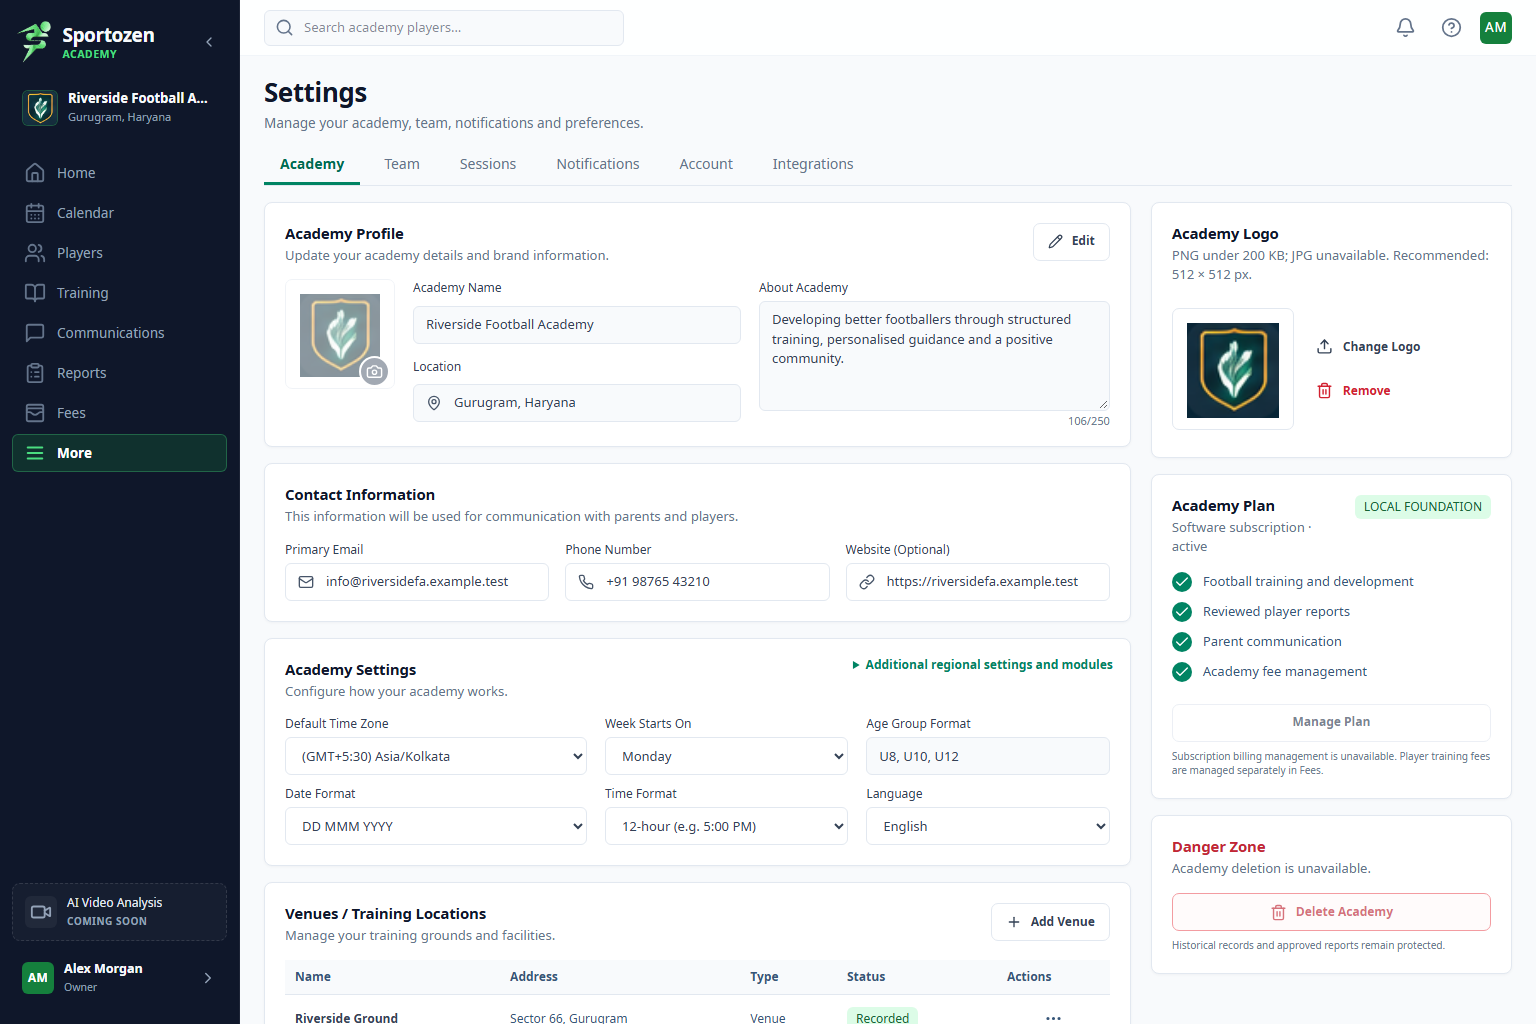 Sportozen
ACADEMY
Riverside Football A...
Gurugram, Haryana
Home
Calendar
Players
Training
Communications
Reports
Fees
More
AI Video Analysis
COMING SOON
AM
Alex Morgan
Owner
Search academy players...
AM
Settings
Manage your academy, team, notifications and preferences.
Academy
Team
Sessions
Notifications
Account
Integrations
Academy Profile
Update your academy details and brand information.
Edit
Academy Name
Riverside Football Academy
Location
Gurugram, Haryana
About Academy
Developing better footballers through structured
training, personalised guidance and a positive
community.
106/250
Contact Information
This information will be used for communication with parents and players.
Primary Email
info@riversidefa.example.test
Phone Number
+91 98765 43210
Website (Optional)
https://riversidefa.example.test
Academy Settings
Configure how your academy works.
Additional regional settings and modules
Default Time Zone
(GMT+5:30) Asia/Kolkata
Week Starts On
Monday
Age Group Format
U8, U10, U12
Date Format
DD MMM YYYY
Time Format
12-hour (e.g. 5:00 PM)
Language
English
Venues / Training Locations
Manage your training grounds and facilities.
Add Venue
Name Address Type Status Actions
Riverside Ground Sector 66, Gurugram Venue Recorded ...
Academy Logo
PNG under 200 KB; JPG unavailable. Recommended:
512 × 512 px.
Change Logo
Remove
Academy Plan
LOCAL FOUNDATION
Software subscription ·
active
Football training and development
Reviewed player reports
Parent communication
Academy fee management
Manage Plan
Subscription billing management is unavailable. Player training fees
are managed separately in Fees.
Danger Zone
Academy deletion is unavailable.
Delete Academy
Historical records and approved reports remain protected.